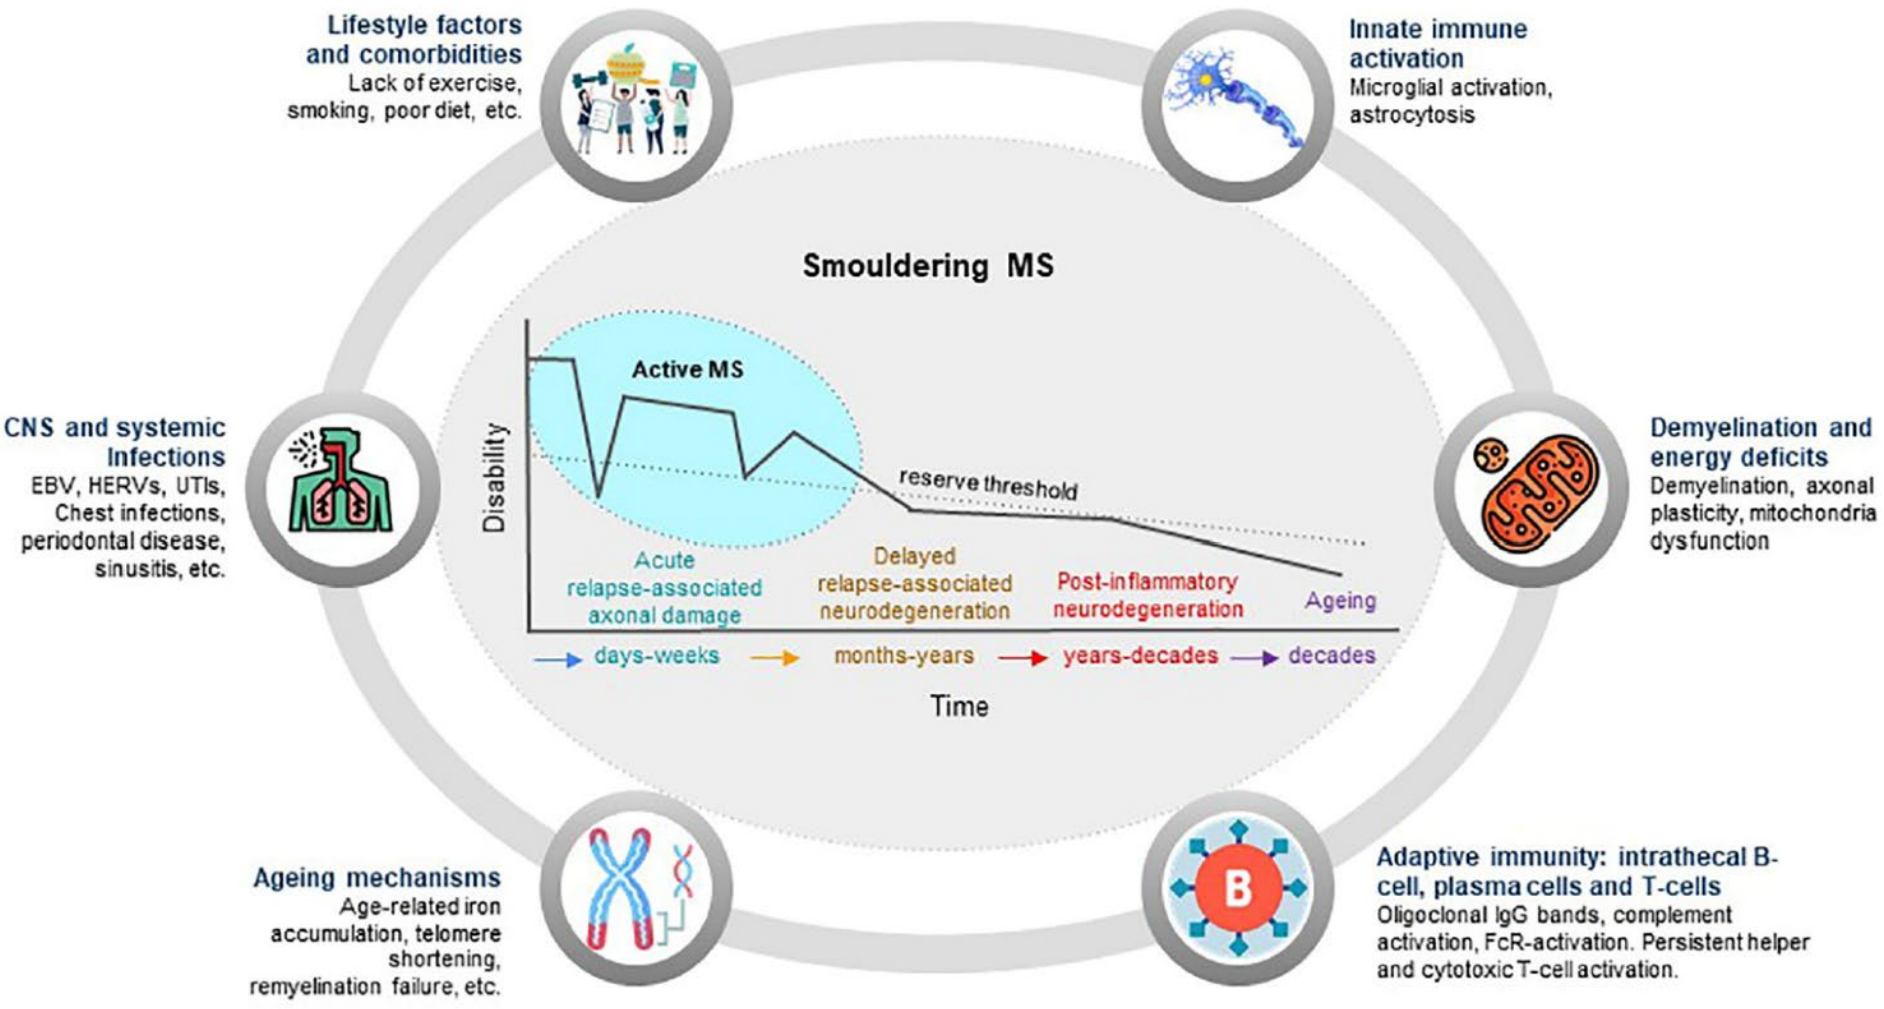 Lifestyle factors
and comorbidities
Lack of exercise,
smoking, poor diet, etc.
Innate immune
activation
Microglial activation,
astrocytosis
Smouldering MS
Active MS
reserve threshold
Disability
Acute
relapse-associated
axonal damage
Delayed
relapse-associated
neurodegeneration
Post-inflammatory
neurodegeneration
Ageing
days-weeks
months-years
years-decades
decades
Time
CNS and systemic
Infections
EBV, HERVs, UTIs,
Chest infections,
periodontal disease,
sinusitis, etc.
Demyelination and
energy deficits
Demyelination, axonal
plasticity, mitochondria
dysfunction
Ageing mechanisms
Age-related iron
accumulation, telomere
shortening,
remyelination failure, etc.
B
Adaptive immunity: intrathecal B-
cell, plasma cells and T-cells
Oligoclonal IgG bands, complement
activation, FcR-activation. Persistent helper
and cytotoxic T-cell activation.